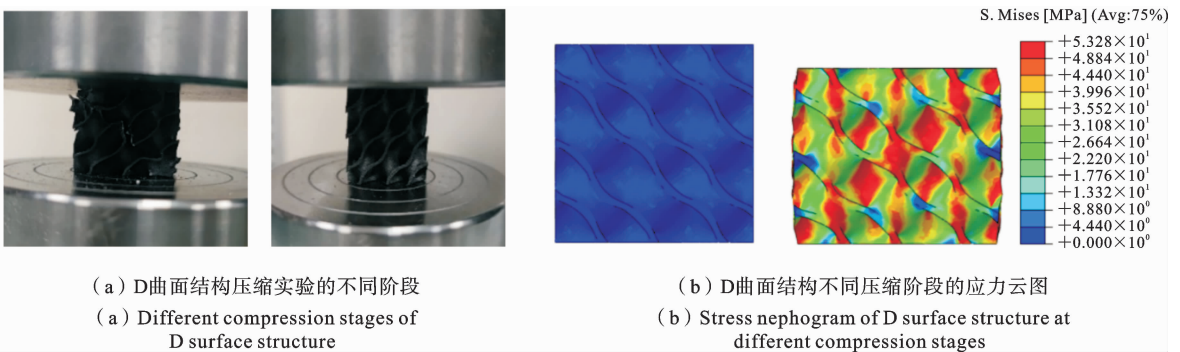 S. Mises [MPa] (Avg:75%)
+5.328×10¹
+4.884×10¹
+4.440×10¹
+3.996×10¹
+3.552×10¹
+3.108×10¹
+2.664×10¹
+2.220×10¹
+1.776×10¹
+1.332×10¹
+8.880×10⁰
+4.440×10⁰
+0.000×10⁰
（a）D曲面结构压缩实验的不同阶段
（a）Different compression stages of
D surface structure
（b）D曲面结构不同压缩阶段的应力云图
（b）Stress nephogram of D surface structure at
different compression stages